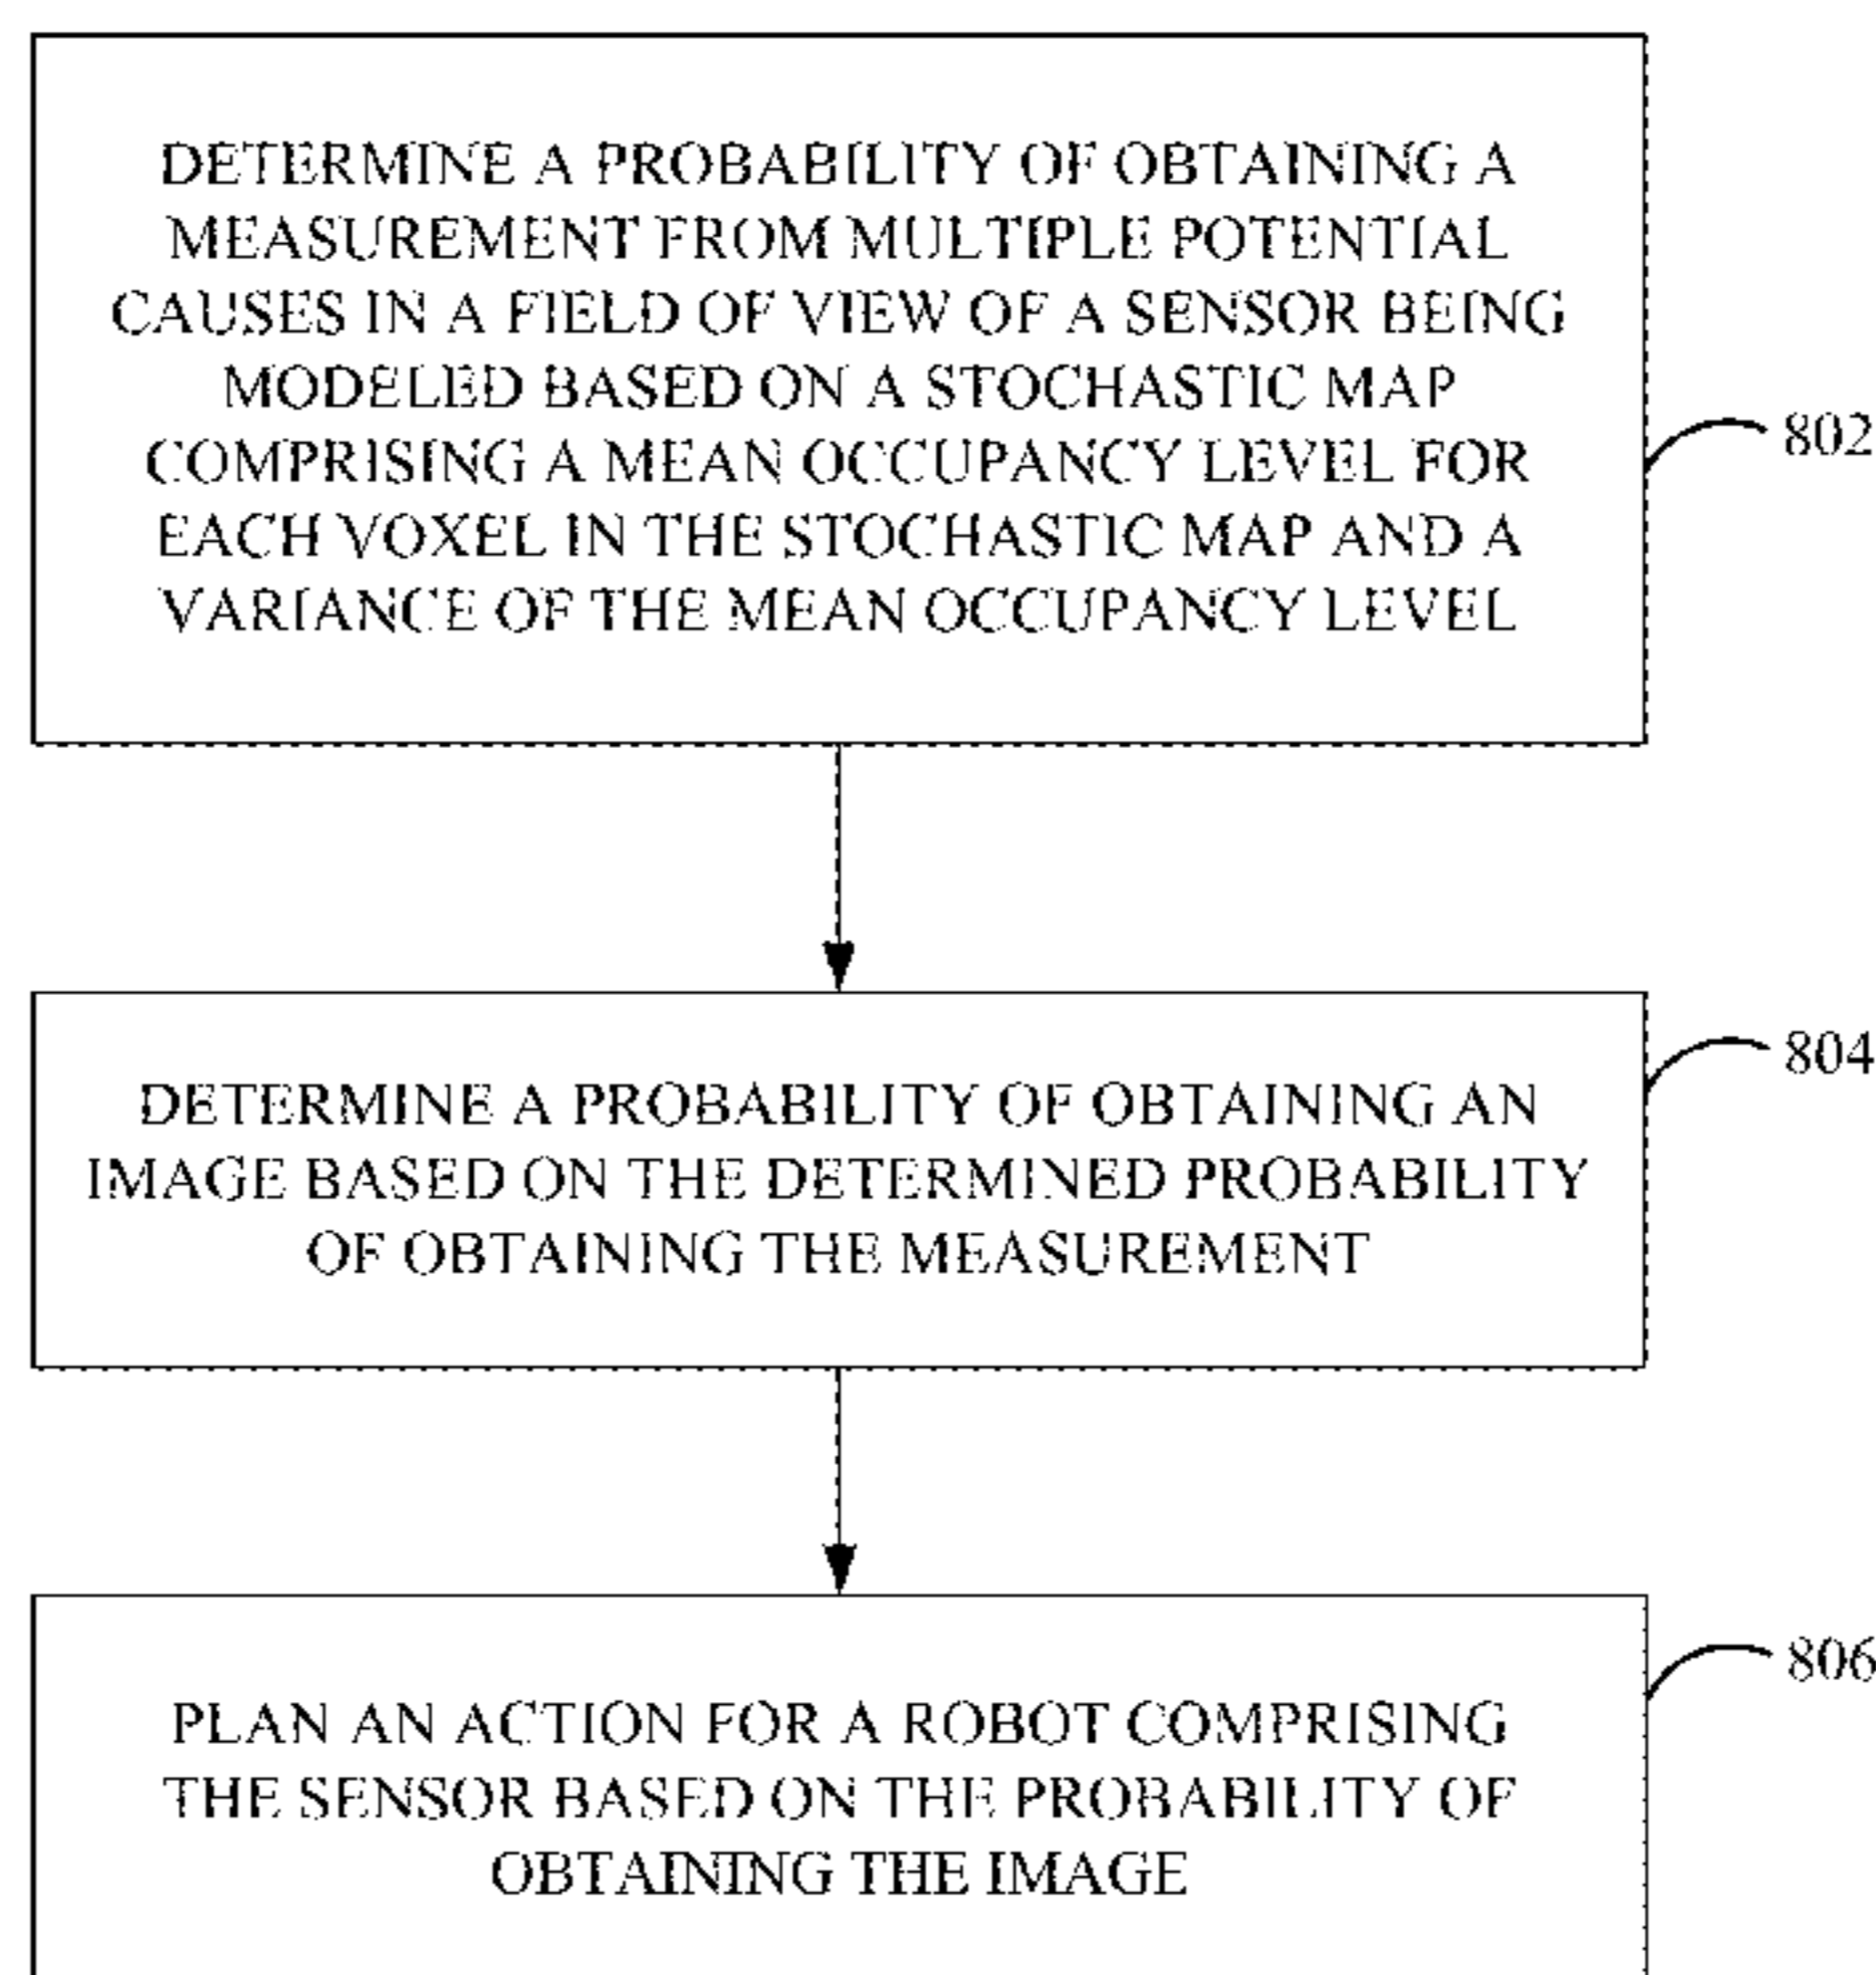 DETERMINE A PROBABILITY OF OBTAINING A
MEASUREMENT FROM MULTIPLE POTENTIAL
CAUSES IN A FIELD OF VIEW OF A SENSOR BEING
MODELED BASED ON A STOCHASTIC MAP
COMPRISING A MEAN OCCUPANCY LEVEL FOR
EACH VOXEL IN THE STOCHASTIC MAP AND A
VARIANCE OF THE MEAN OCCUPANCY LEVEL
802
DETERMINE A PROBABILITY OF OBTAINING AN
IMAGE BASED ON THE DETERMINED PROBABILITY
OF OBTAINING THE MEASUREMENT
804
PLAN AN ACTION FOR A ROBOT COMPRISING
THE SENSOR BASED ON THE PROBABILITY OF
OBTAINING THE IMAGE
806